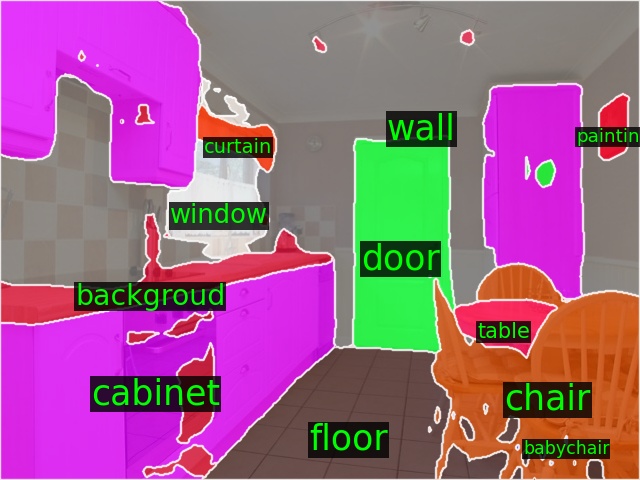 wall
paintin
curtain
window
door
backgroud
table
cabinet
chair
floor
babychair